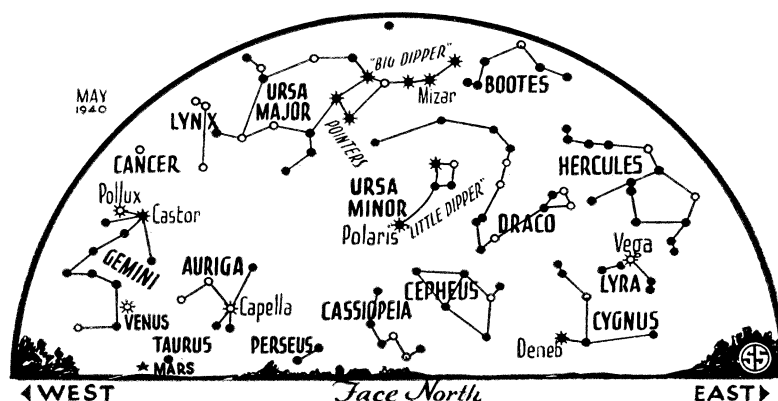 "BIG DIPPER"
MAY
1940
URSA
MAJOR
Mizar
BOOTES
LYNX
POINTERS
CANCER
HERCULES
Pollux
Castor
URSA
MINOR
"LITTLE DIPPER"
Polaris
DRACO
GEMINI
AURIGA
Capella
VENUS
CASSIOPEIA
CEPHEUS
Vega
LYRA
CYGNUS
Deneb
TAURUS
MARS
PERSEUS
WEST
Face North
EAST